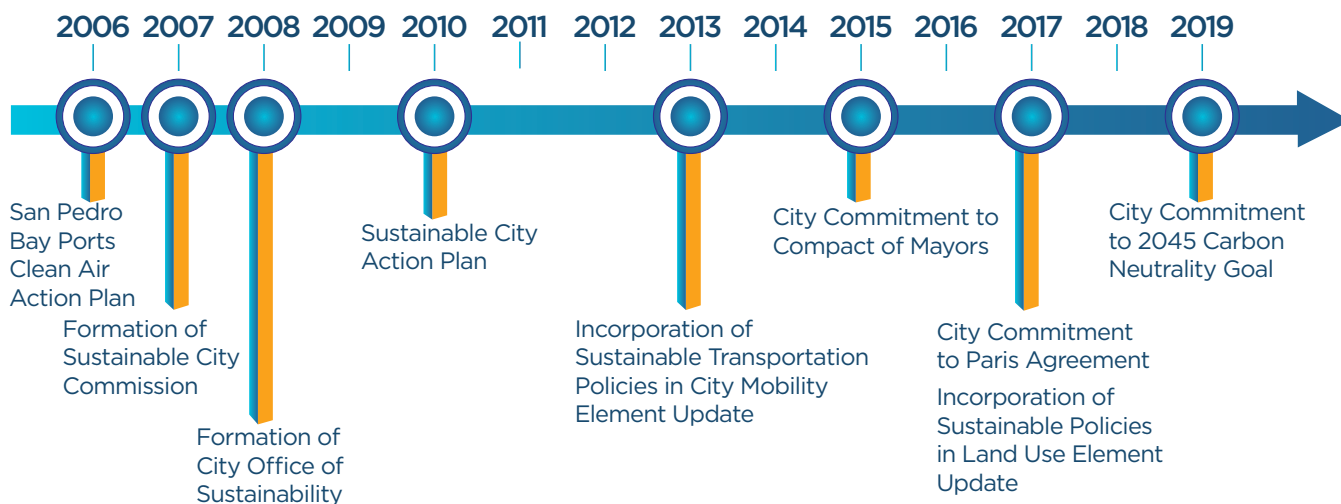 2006 2007 2008 2009 2010 2011 2012 2013 2014 2015 2016 2017 2018 2019
San Pedro
Bay Ports
Clean Air
Action Plan
Formation of
Sustainable City
Commission
Formation of
City Office of
Sustainability
Sustainable City
Action Plan
Incorporation of
Sustainable Transportation
Policies in City Mobility
Element Update
City Commitment to
Compact of Mayors
City Commitment
to Paris Agreement
Incorporation of
Sustainable Policies
in Land Use Element
Update
City Commitment
to 2045 Carbon
Neutrality Goal